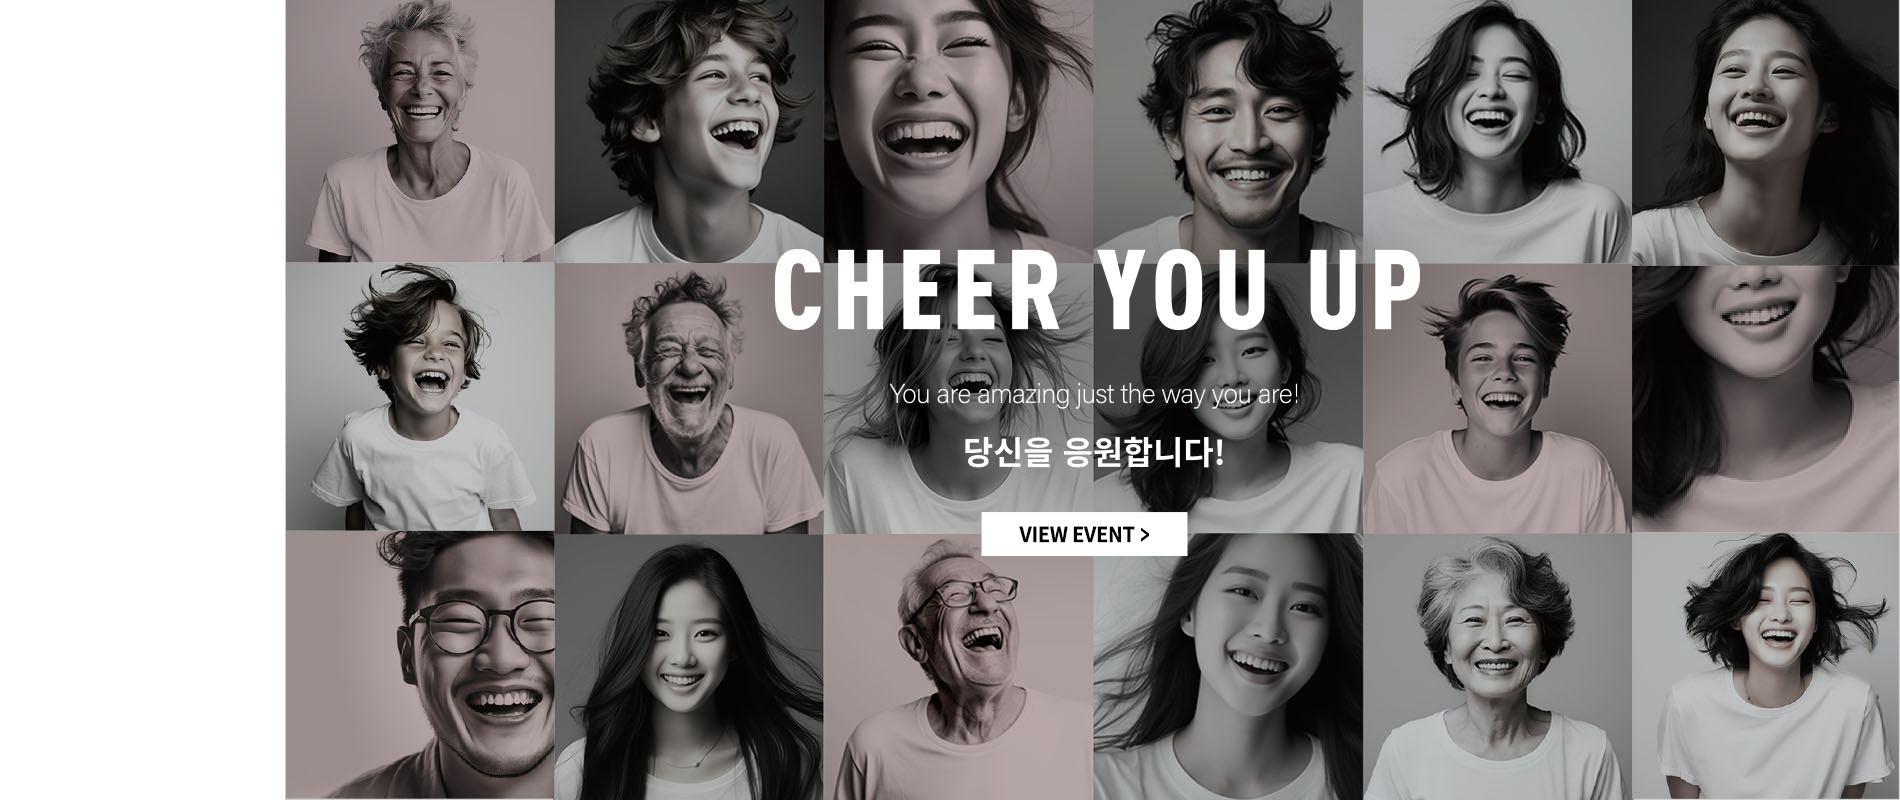 CHEER YOU UP
You are amazing just the way you are!
당신을 응원합니다!
VIEW EVENT >